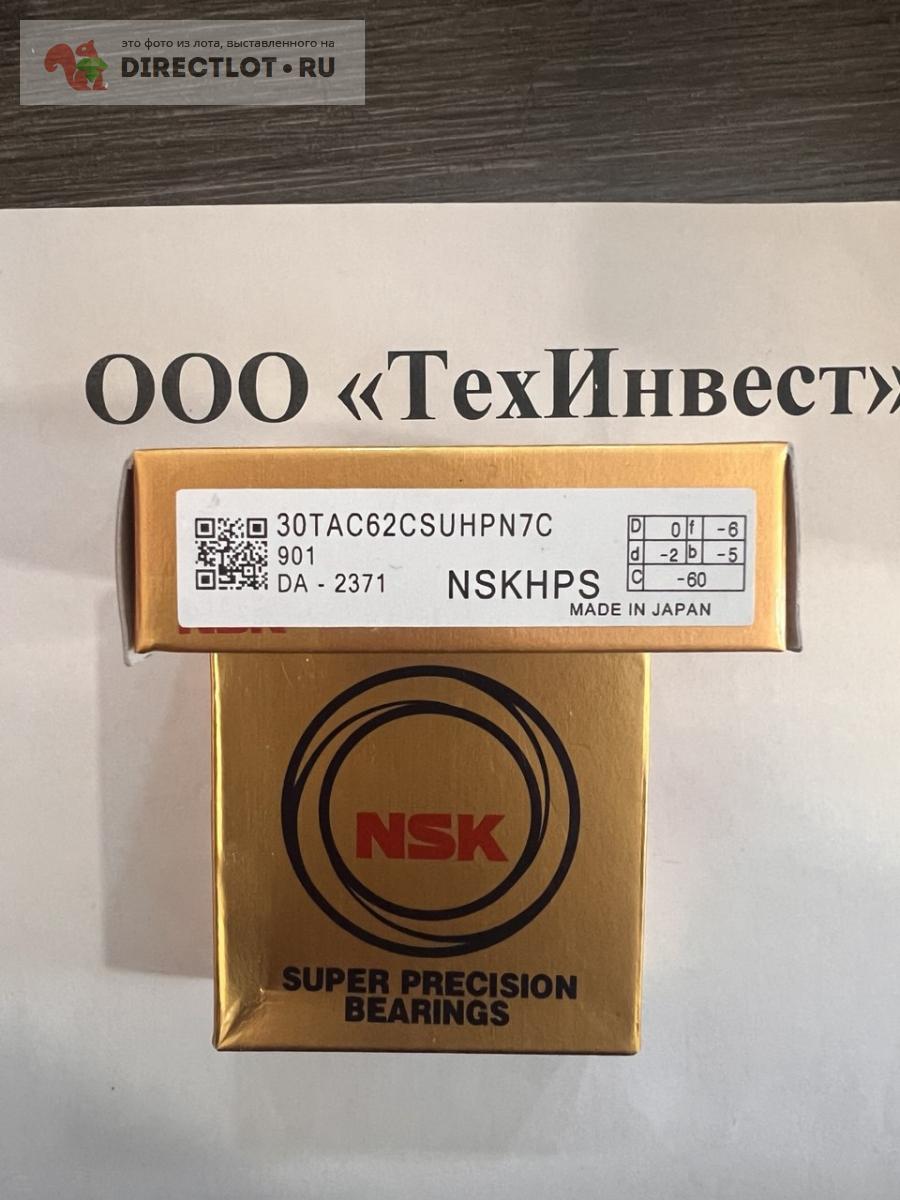 это фото из лота, выставленного на
DIRECTLOT.RU
ООО «ТехИнвест»
30TAC62CSUHPN7C
901
DA - 2371
NSKHPS
MADE IN JAPAN
D 0 f -6
d -2 b -5
C -60
NSK
NSK
SUPER PRECISION
BEARINGS